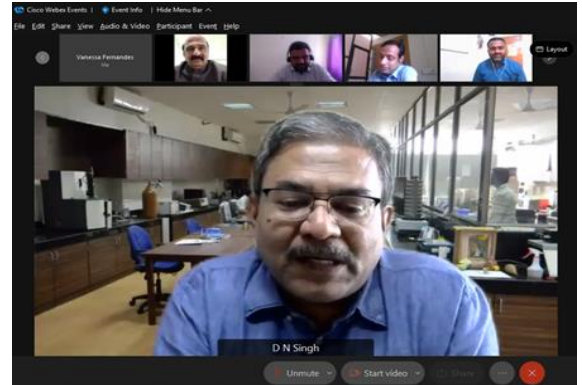 Cisco Webex Events | Event Info | Hide Menu Bar ^
File Edit Share View Audio & Video Participant Event Help
Vanessa Fernandes
Me
Layout
D N Singh
Unmute
Start video
Share